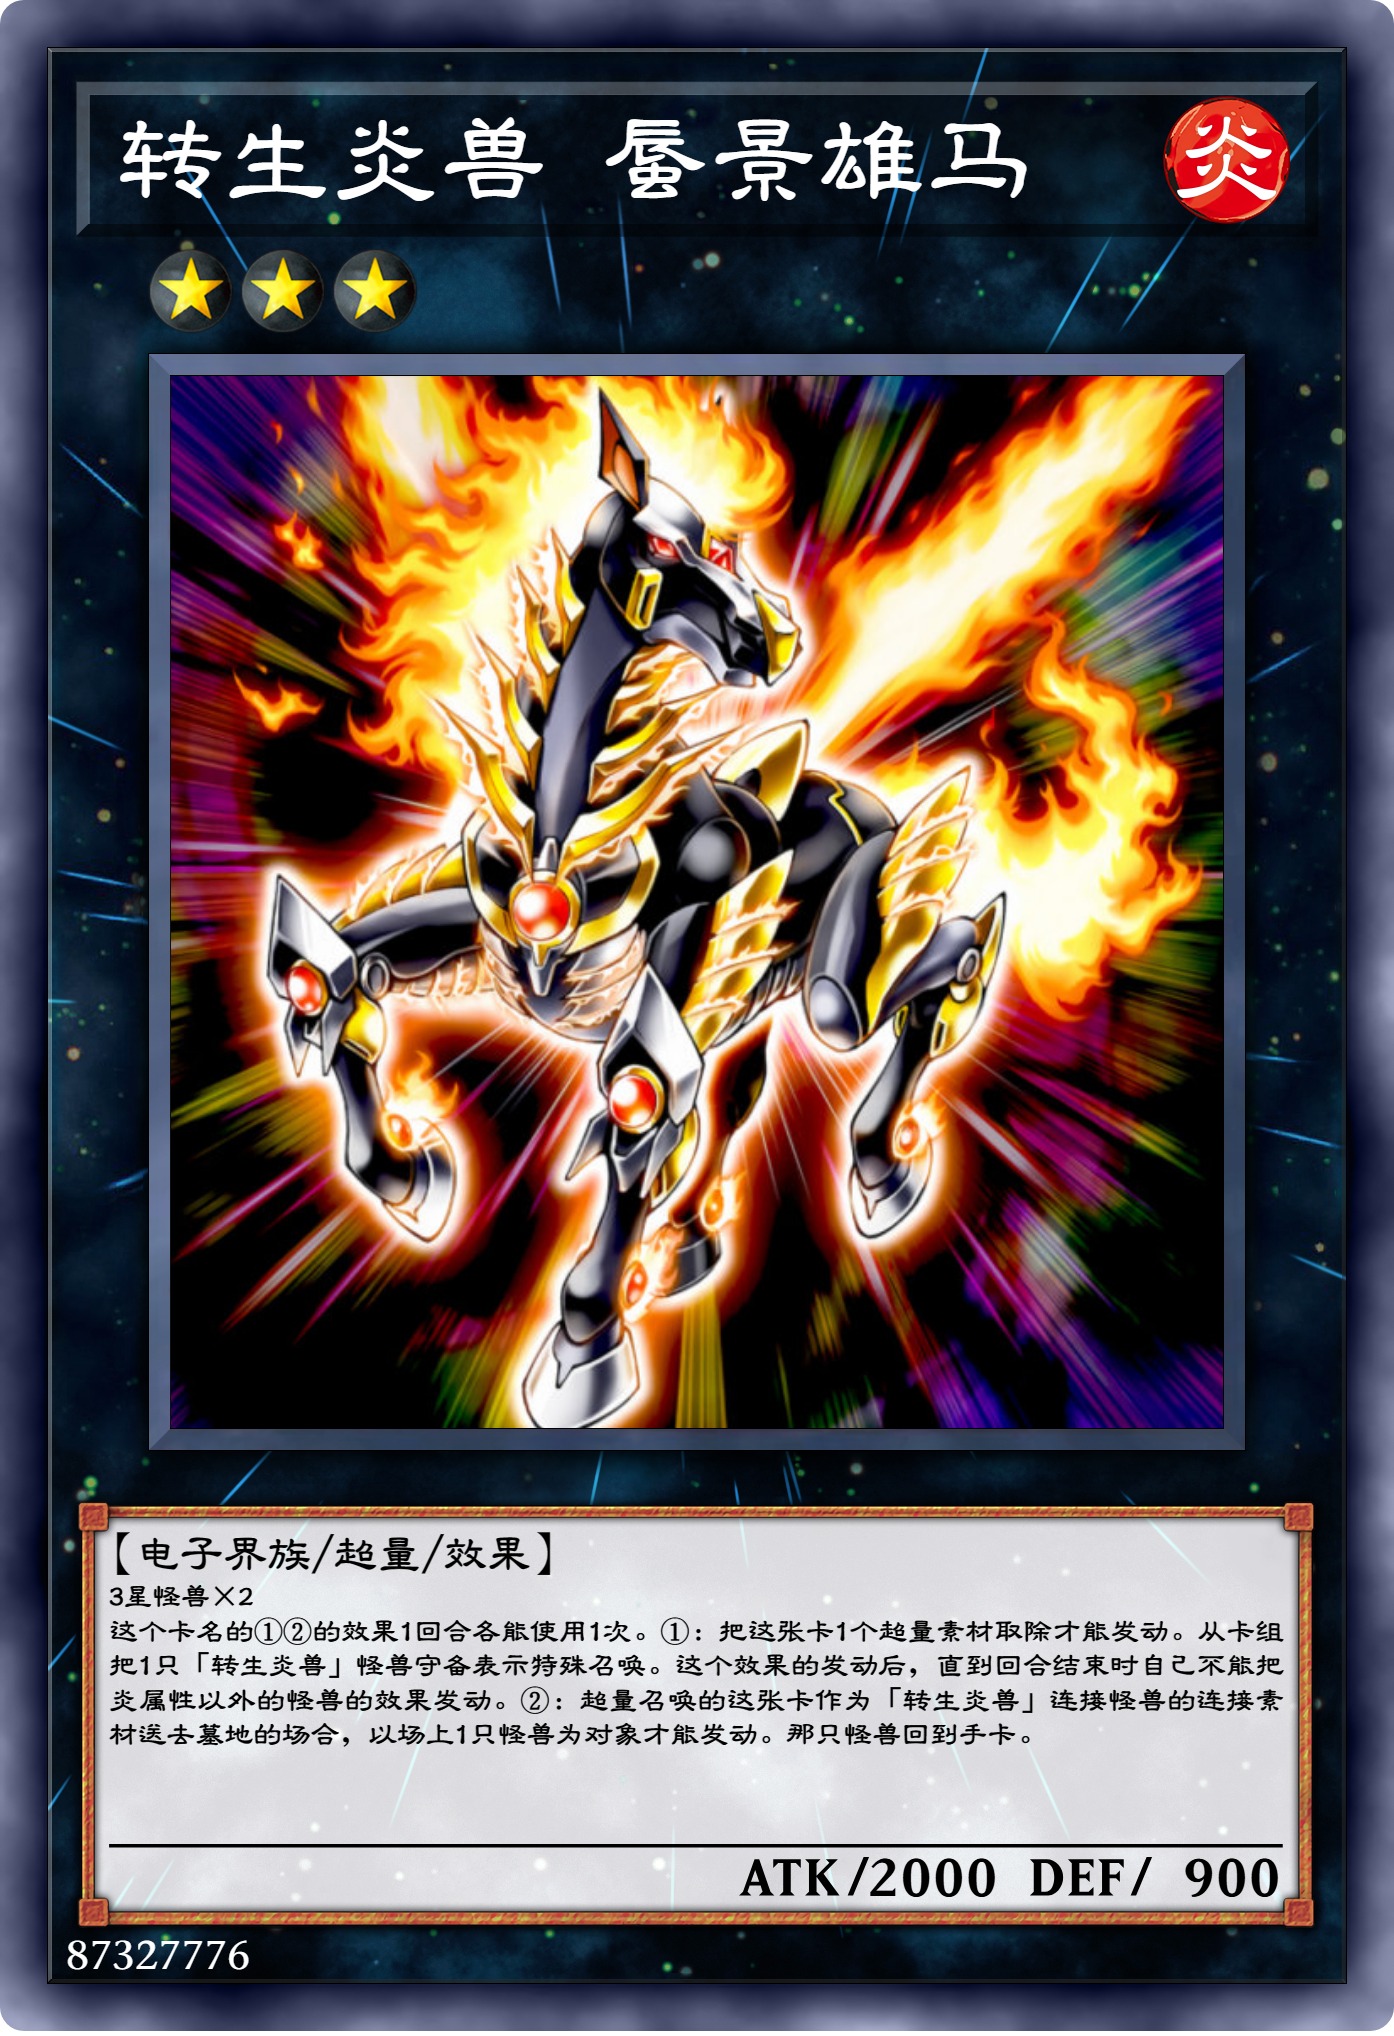 转生炎兽 蜃景雄马
炎
【电子界族/超量/效果】
3星怪兽×2
这个卡名的①②的效果1回合各能使用1次。①：把这张卡1个超量素材取除才能发动。从卡组
把1只「转生炎兽」怪兽守备表示特殊召唤。这个效果的发动后，直到回合结束时自己不能把
炎属性以外的怪兽的效果发动。②：超量召唤的这张卡作为「转生炎兽」连接怪兽的连接素
材送去墓地的场合，以场上1只怪兽为对象才能发动。那只怪兽回到手卡。
ATK/2000 DEF/ 900
87327776